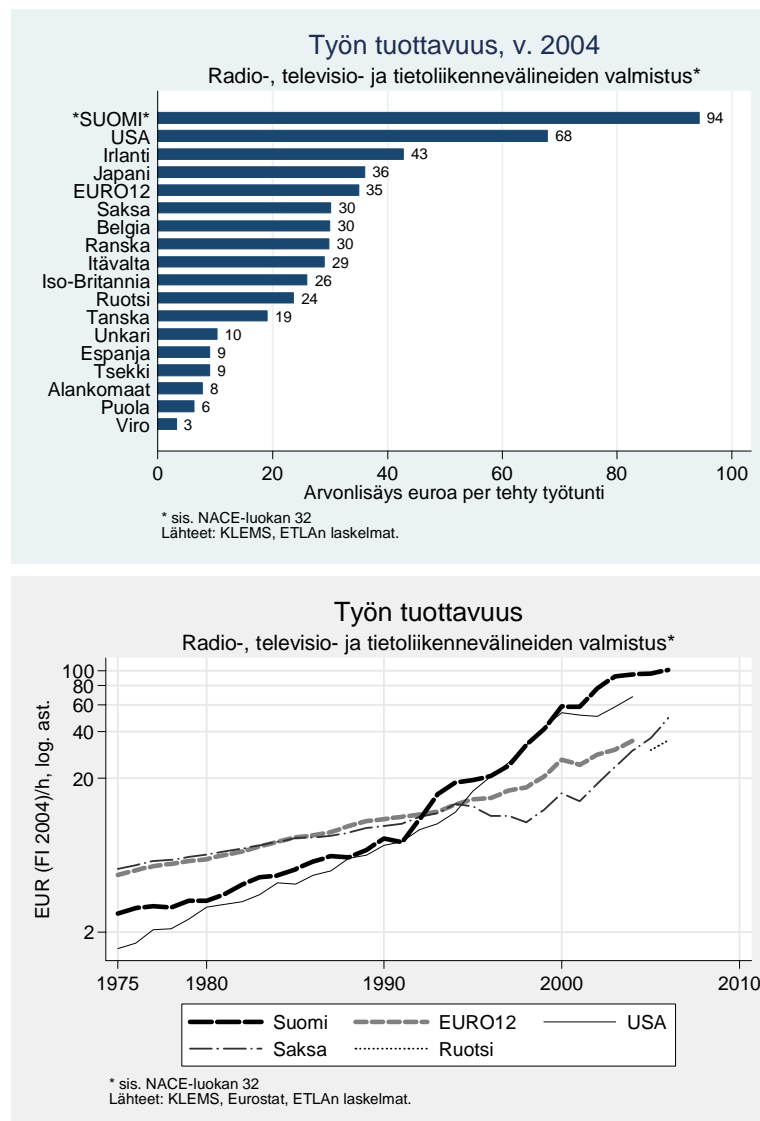 Työn tuottavuus, v. 2004
Radio-, televisio- ja tietoliikennevälineiden valmistus*
*SUOMI* 94
USA 68
Irlanti 43
Japani 36
EURO12 35
Saksa 30
Belgia 30
Ranska 30
Itävalta 29
Iso-Britannia 26
Ruotsi 24
Tanska 19
Unkari 10
Espanja 9
Tsekki 9
Alankomaat 8
Puola 6
Viro 3
0 20 40 60 80 100
Arvonlisäys euroa per tehty työtunti
* sis. NACE-luokan 32
Lähteet: KLEMS, ETLAn laskelmat.
Työn tuottavuus
Radio-, televisio- ja tietoliikennevälineiden valmistus*
EUR (FI 2004)/h, log. ast.
100
80
60
40
20
2
1975 1980 1990 2000 2010
Suomi EURO12 USA
Saksa Ruotsi
* sis. NACE-luokan 32
Lähteet: KLEMS, Eurostat, ETLAn laskelmat.